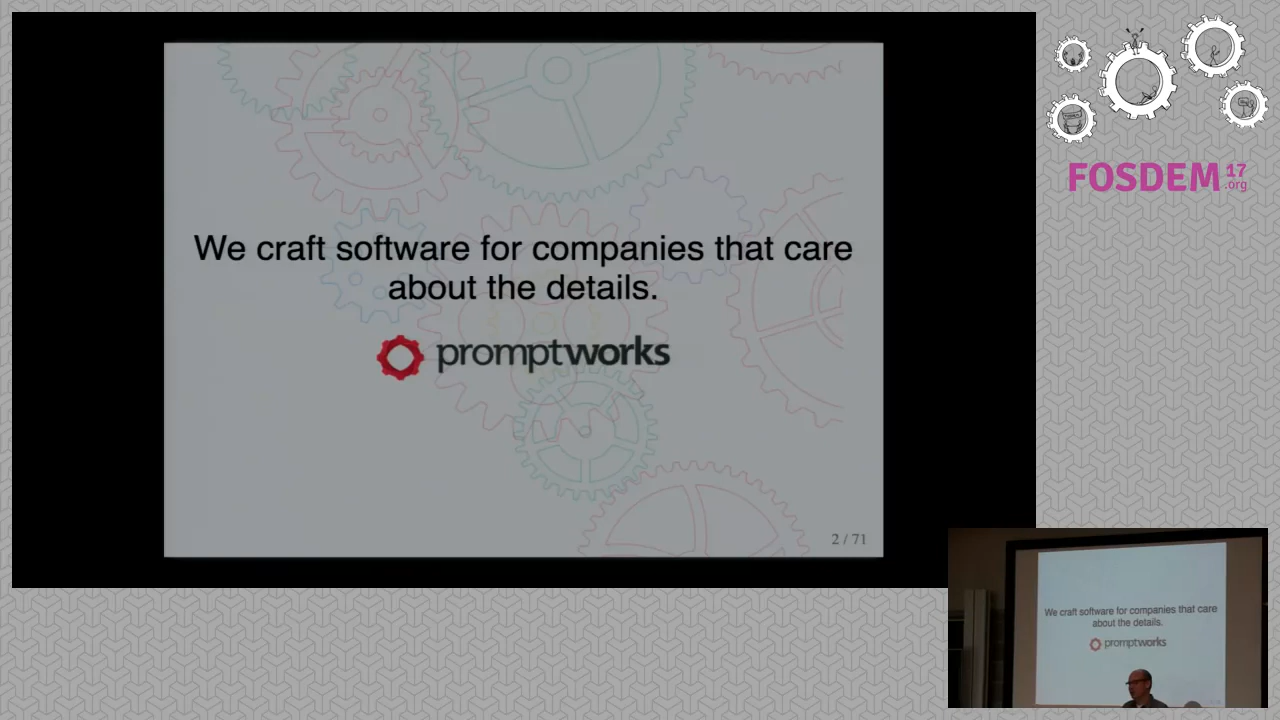 We craft software for companies that care
about the details.
promptworks
2 / 71
FOSDEM 17
.org
We craft software for companies that care
about the details.
promptworks